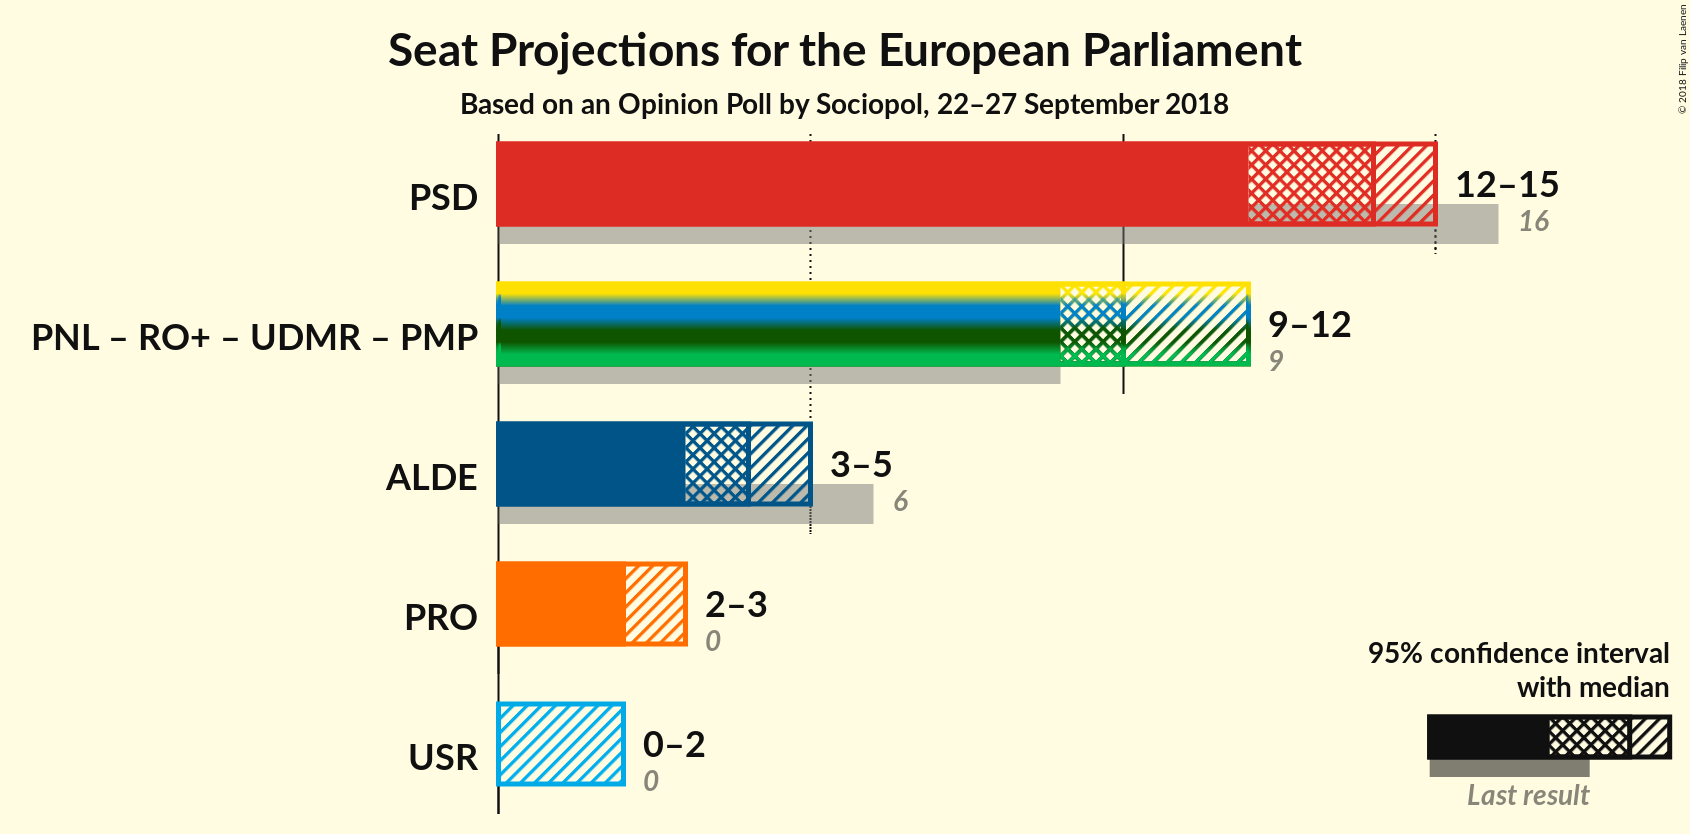 Seat Projections for the European Parliament
Based on an Opinion Poll by Sociopol, 22–27 September 2018
© 2018 Filip van Laenen
PSD
12–15
16
PNL – RO+ – UDMR – PMP
9–12
9
ALDE
3–5
6
PRO
2–3
0
USR
0–2
0
95% confidence interval
with median
Last result